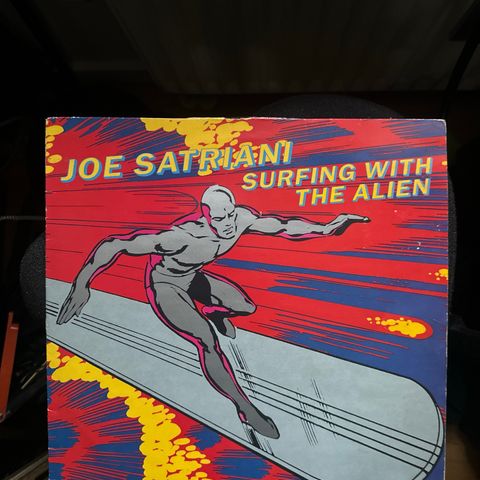 JOE SATRIANI
SURFING WITH
THE ALIEN